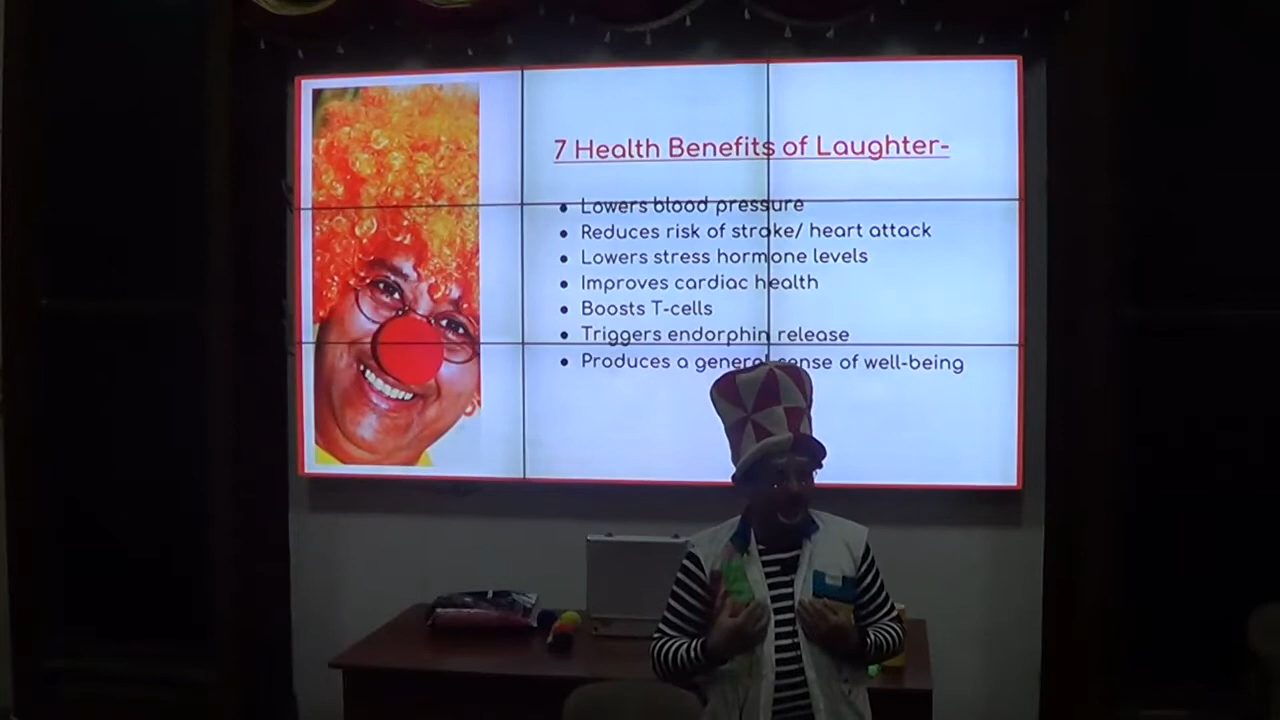 7 Health Benefits of Laughter-
Lowers blood pressure
Reduces risk of stroke/ heart attack
Lowers stress hormone levels
Improves cardiac health
Boosts T-cells
Triggers endorphin release
Produces a general sense of well-being